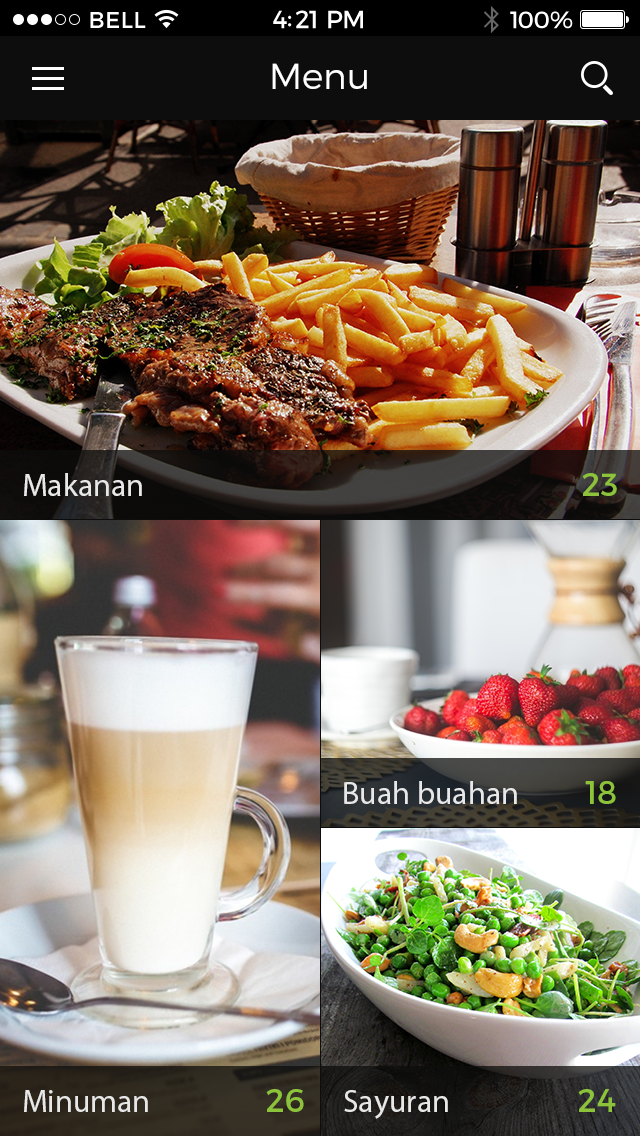 BELL 4:21 PM 100%
Menu
Makanan 23
Buah buahan 18
Minuman 26
Sayuran 24